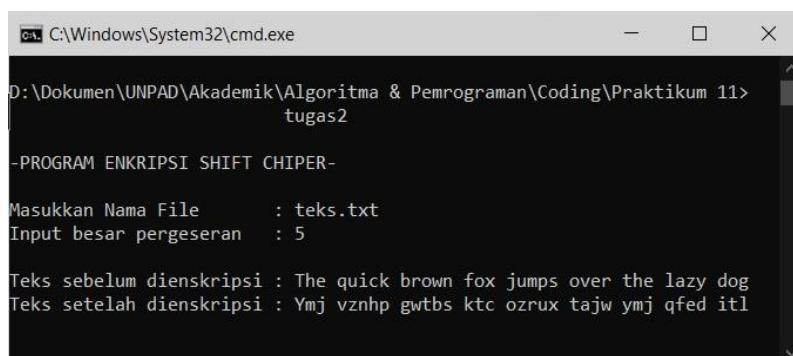 C:\Windows\System32\cmd.exe
D:\Dokumen\UNPAD\Akademik\Algoritma & Pemrograman\Coding\Praktikum 11>
tugas2
-PROGRAM ENKRIPSI SHIFT CHIPER-
Masukkan Nama File : teks.txt
Input besar pergeseran : 5
Teks sebelum dienskripsi : The quick brown fox jumps over the lazy dog
Teks setelah dienskripsi : Ymj vznhp gwtbs ktc ozrux tajw ymj qfed itl